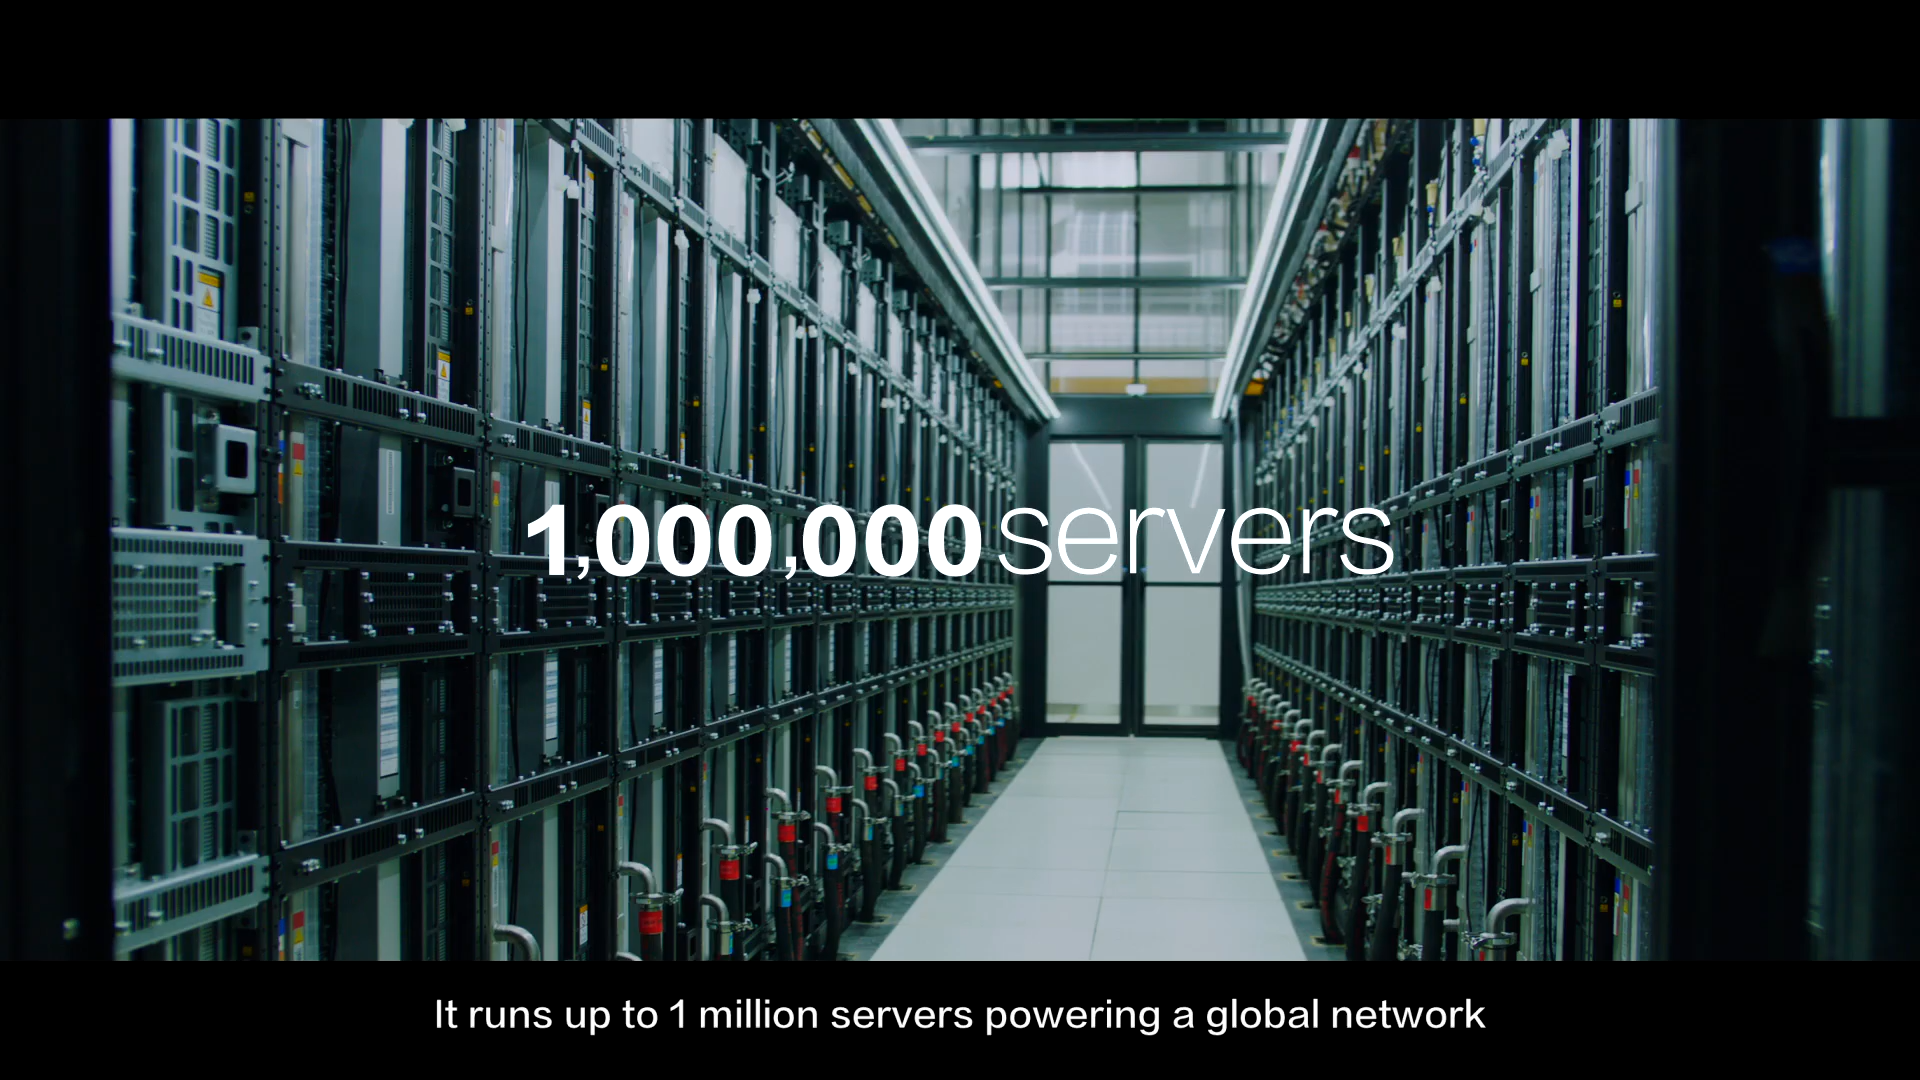 1,000,000 servers
It runs up to 1 million servers powering a global network